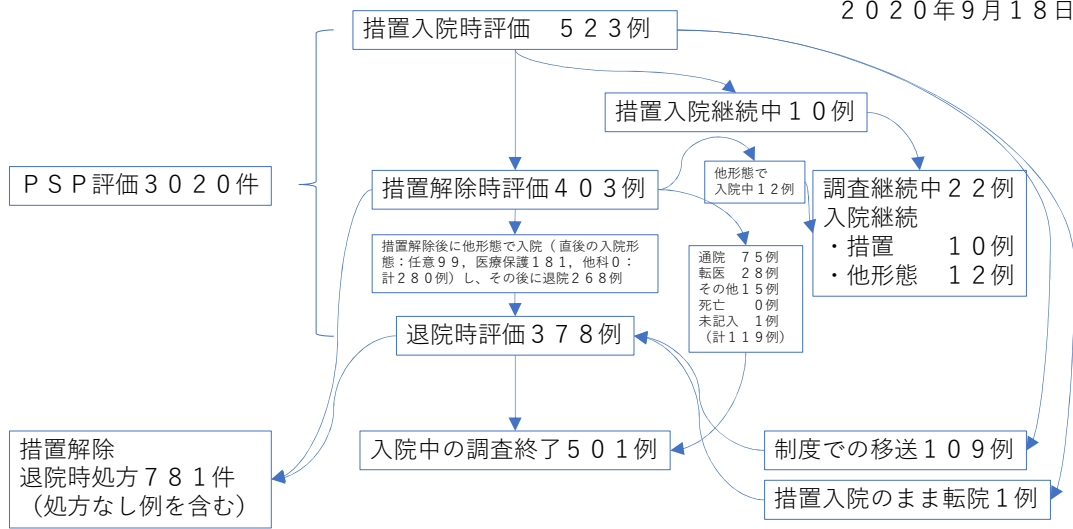 ２０２０年９月１８日
措置入院時評価　５２３例
措置入院継続中１０例
ＰＳＰ評価３０２０件
措置解除時評価４０３例
他形態で
入院中１２例
調査継続中２２例
入院継続
・措置　　１０例
・他形態　１２例
措置解除後に他形態で入院（直後の入院形
態：任意９９，医療保護１８１，他科０：
計２８０例）し、その後に退院２６８例
通院　７５例
転医　２８例
その他１５例
死亡　　０例
未記入　１例
（計１１９例）
退院時評価３７８例
措置解除
退院時処方７８１件
（処方なし例を含む）
入院中の調査終了５０１例
制度での移送１０９例
措置入院のまま転院１例